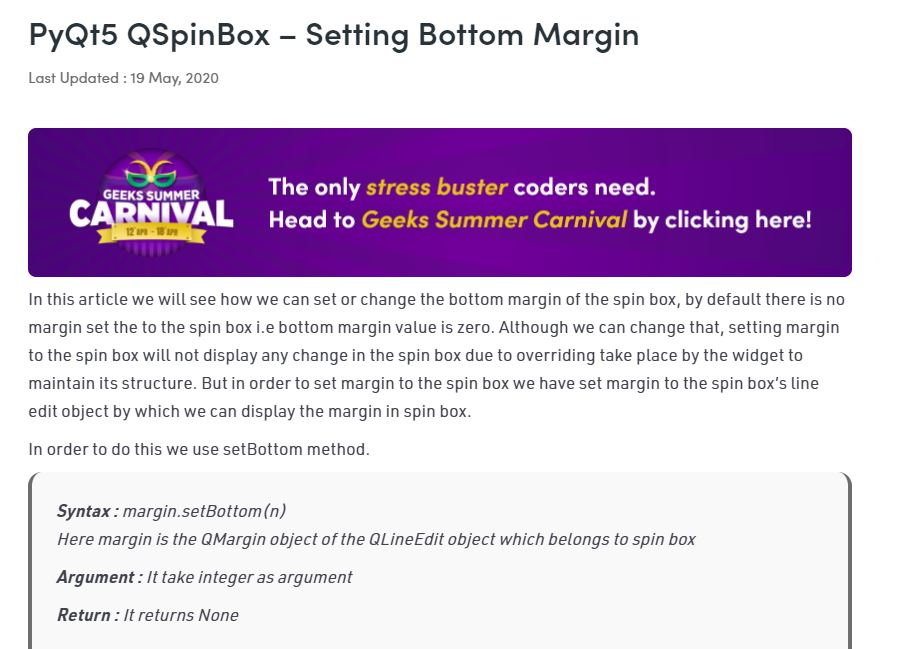 PyQt5 QSpinBox – Setting Bottom Margin
Last Updated : 19 May, 2020
GEEKS SUMMER
CARNIVAL
12 APR - 18 APR
The only stress buster coders need.
Head to Geeks Summer Carnival by clicking here!
In this article we will see how we can set or change the bottom margin of the spin box, by default there is no
margin set the to the spin box i.e bottom margin value is zero. Although we can change that, setting margin
to the spin box will not display any change in the spin box due to overriding take place by the widget to
maintain its structure. But in order to set margin to the spin box we have set margin to the spin box's line
edit object by which we can display the margin in spin box.
In order to do this we use setBottom method.
Syntax : margin.setBottom(n)
Here margin is the QMargin object of the QLineEdit object which belongs to spin box
Argument : It take integer as argument
Return : It returns None